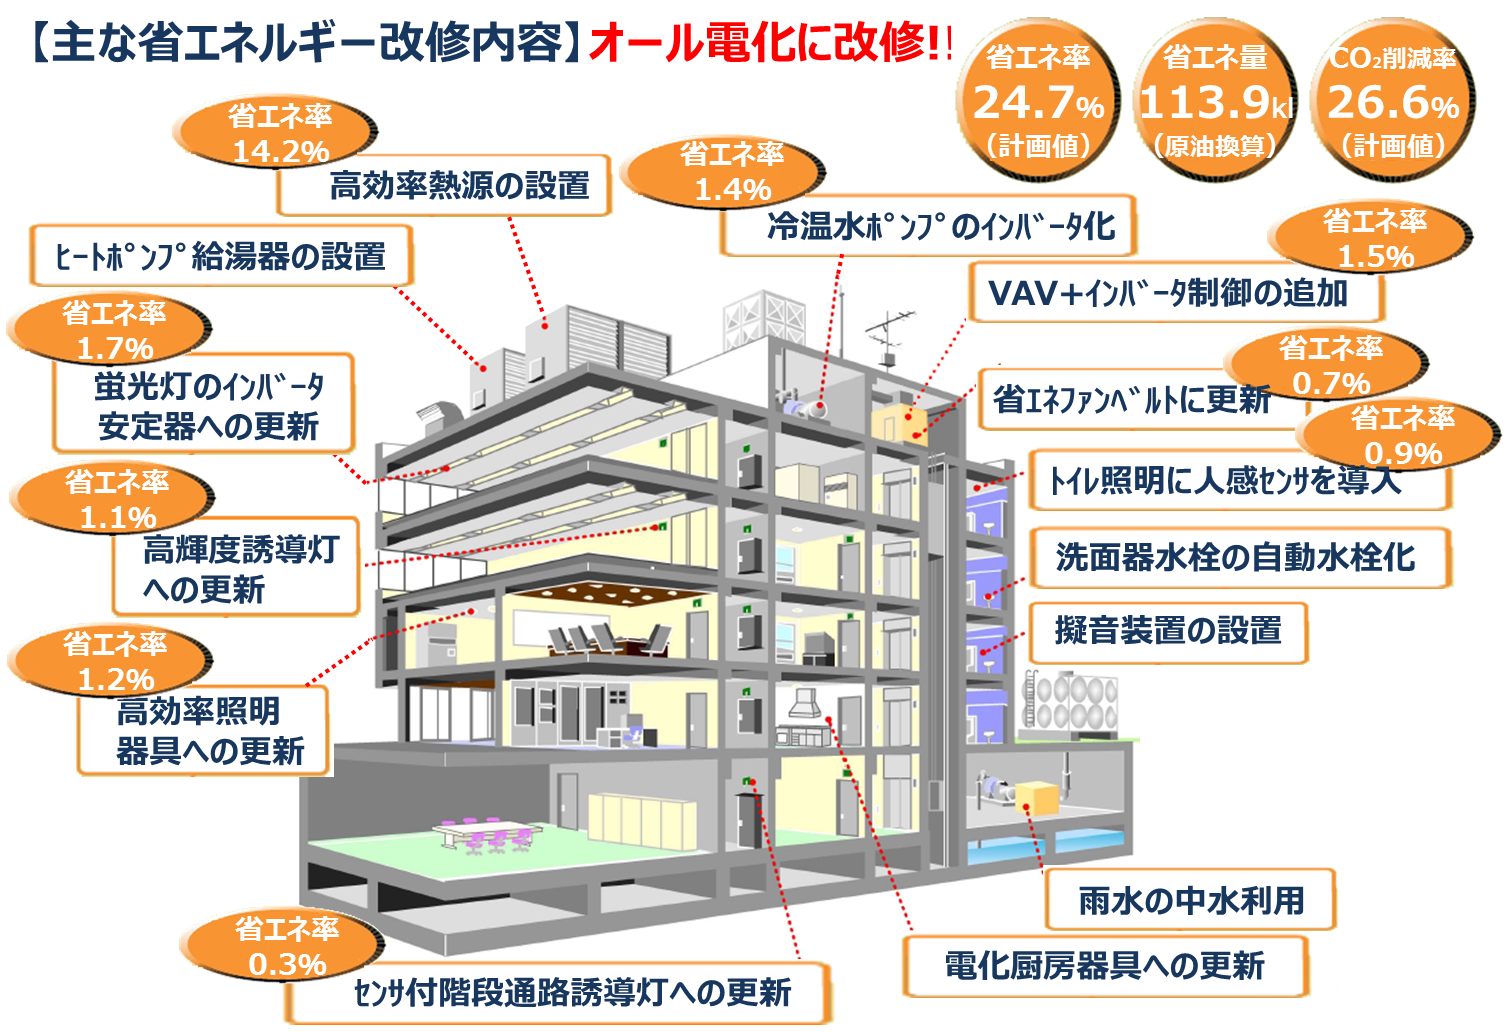 【主な省エネルギー改修内容】オール電化に改修!!
省エネ率
24.7%
(計画値)
省エネ量
113.9kl
(原油換算)
CO₂削減率
26.6%
(計画値)
省エネ率
14.2%
高効率熱源の設置
省エネ率
1.4%
冷温水ﾎﾟﾝﾌﾟのｲﾝﾊﾞｰﾀ化
省エネ率
1.5%
VAV+ｲﾝﾊﾞｰﾀ制御の追加
ﾋｰﾄﾎﾟﾝﾌﾟ給湯器の設置
省エネ率
1.7%
蛍光灯のｲﾝﾊﾞｰﾀ
安定器への更新
省エネ率
0.7%
省ｴﾈﾌｧﾝﾍﾞﾙﾄに更新
省エネ率
0.9%
ﾄｲﾚ照明に人感ｾﾝｻを導入
省エネ率
1.1%
高輝度誘導灯
への更新
洗面器水栓の自動水栓化
擬音装置の設置
省エネ率
1.2%
高効率照明
器具への更新
雨水の中水利用
電化厨房器具への更新
省エネ率
0.3%
ｾﾝｻ付階段通路誘導灯への更新